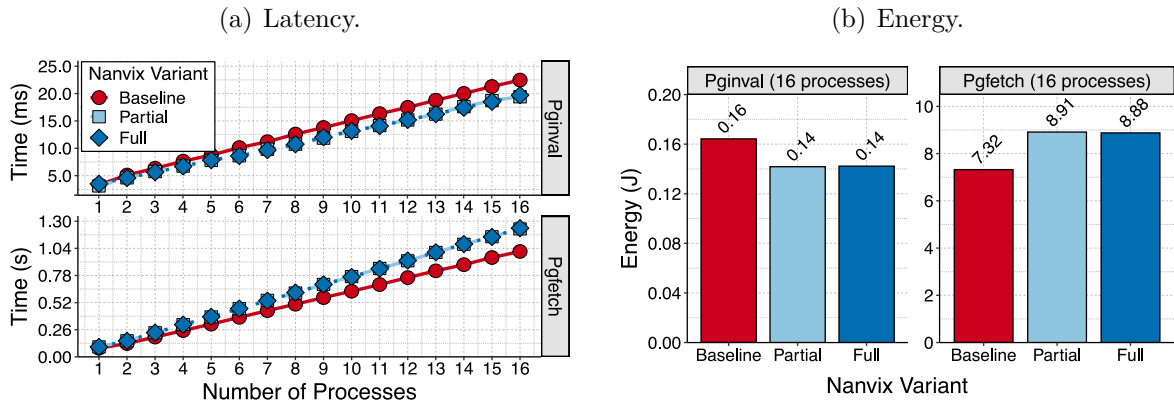 (a) Latency.
Time (ms)
25.0
20.0
15.0
10.0
5.0
Nanvix Variant
Baseline
Partial
Full
Pginval
1 2 3 4 5 6 7 8 9 10 11 12 13 14 15 16
Time (s)
1.30
1.04
0.78
0.52
0.26
0.00
Pgfetch
1 2 3 4 5 6 7 8 9 10 11 12 13 14 15 16
Number of Processes
(b) Energy.
Energy (J)
Pginval (16 processes)
0.20
0.16
0.12
0.08
0.04
0.00
0.16
0.14
0.14
Baseline Partial Full
Pgfetch (16 processes)
10
8
6
4
2
0
7.32
8.91
8.88
Baseline Partial Full
Nanvix Variant